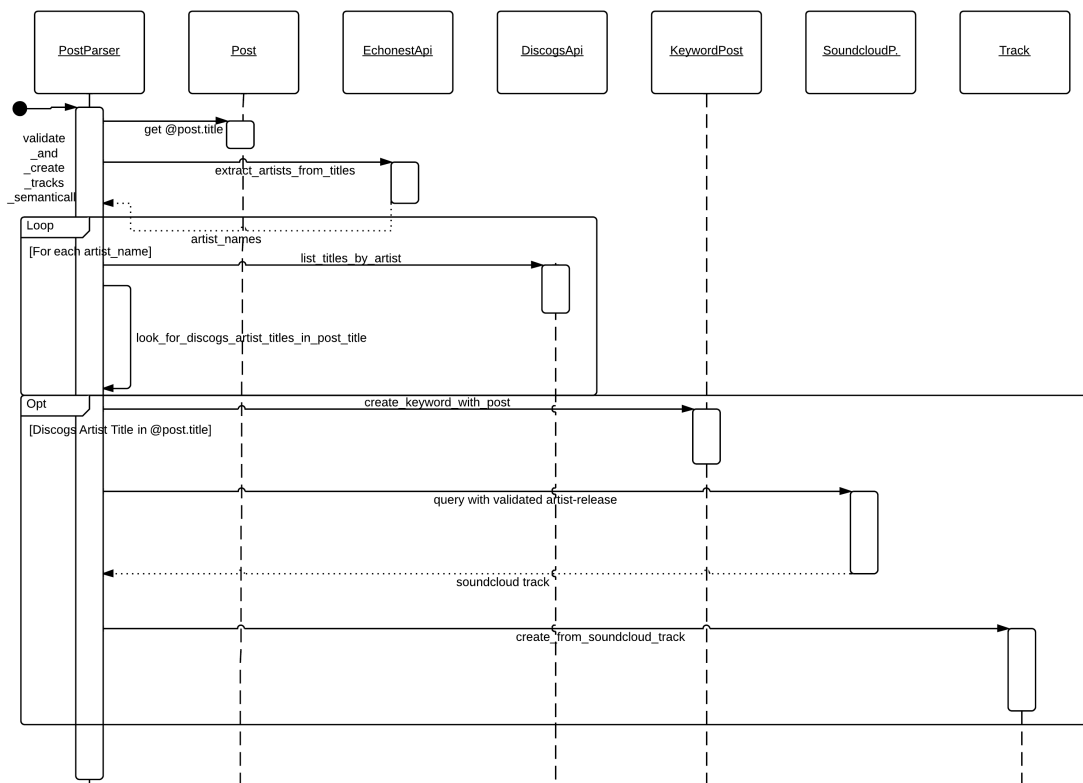 PostParser
Post
EchonestApi
DiscogsApi
KeywordPost
SoundcloudP.
Track
validate
_and
_create
_tracks
_semanticall
get @post.title
extract_artists_from_titles
artist_names
Loop
[For each artist_name]
list_titles_by_artist
look_for_discogs_artist_titles_in_post_title
Opt
create_keyword_with_post
[Discogs Artist Title in @post.title]
query with validated artist-release
soundcloud track
create_from_soundcloud_track